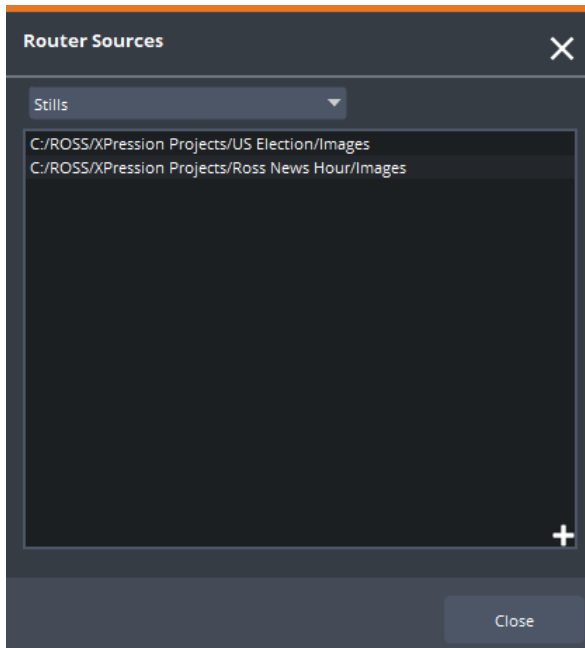 Router Sources
Stills
C:/ROSS/XPression Projects/US Election/Images
C:/ROSS/XPression Projects/Ross News Hour/Images
Close